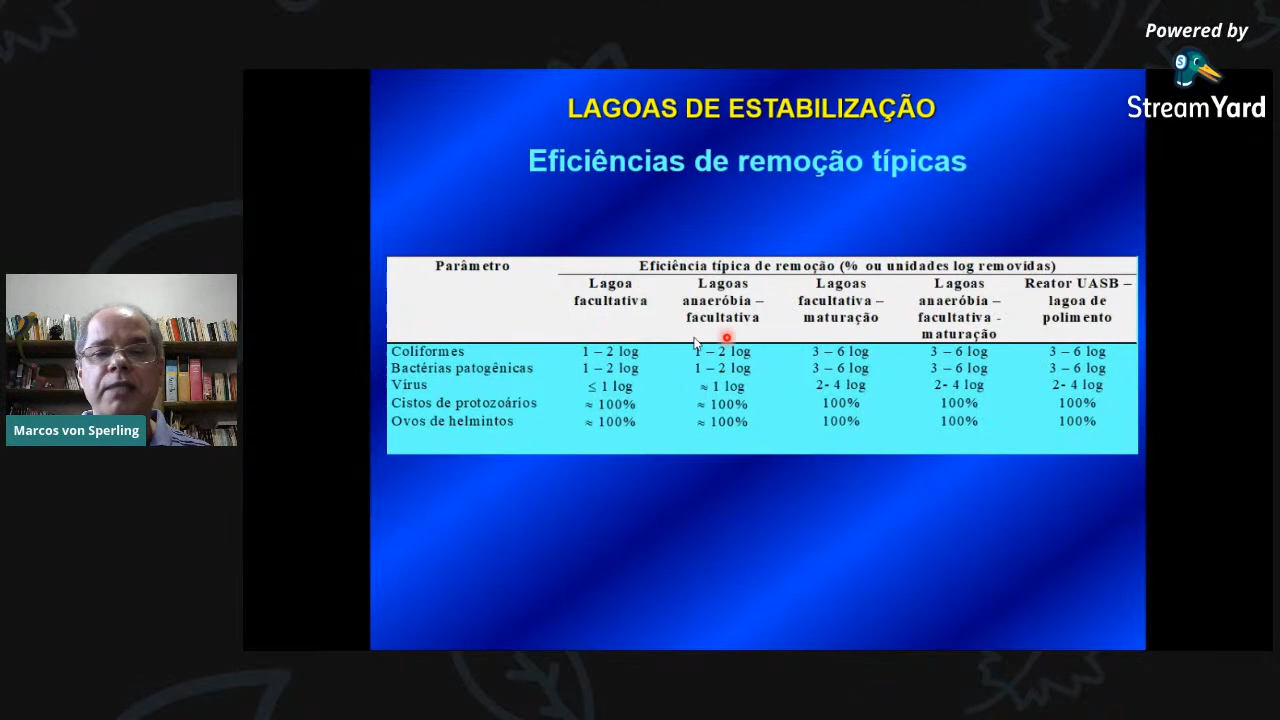 Powered by
StreamYard
LAGOAS DE ESTABILIZAÇÃO
Eficiências de remoção típicas
Parâmetro Eficiência típica de remoção (% ou unidades log removidas)
Lagoa facultativa Lagoas anaeróbia – facultativa Lagoas facultativa – maturação Lagoas anaeróbia – facultativa - maturação Reator UASB – lagoa de polimento
Coliformes 1 – 2 log 1 – 2 log 3 – 6 log 3 – 6 log 3 – 6 log
Bactérias patogênicas 1 – 2 log 1 – 2 log 3 – 6 log 3 – 6 log 3 – 6 log
Vírus ≤ 1 log ≈ 1 log 2- 4 log 2- 4 log 2- 4 log
Cistos de protozoários ≈ 100% ≈ 100% 100% 100% 100%
Ovos de helmintos ≈ 100% ≈ 100% 100% 100% 100%
Marcos von Sperling